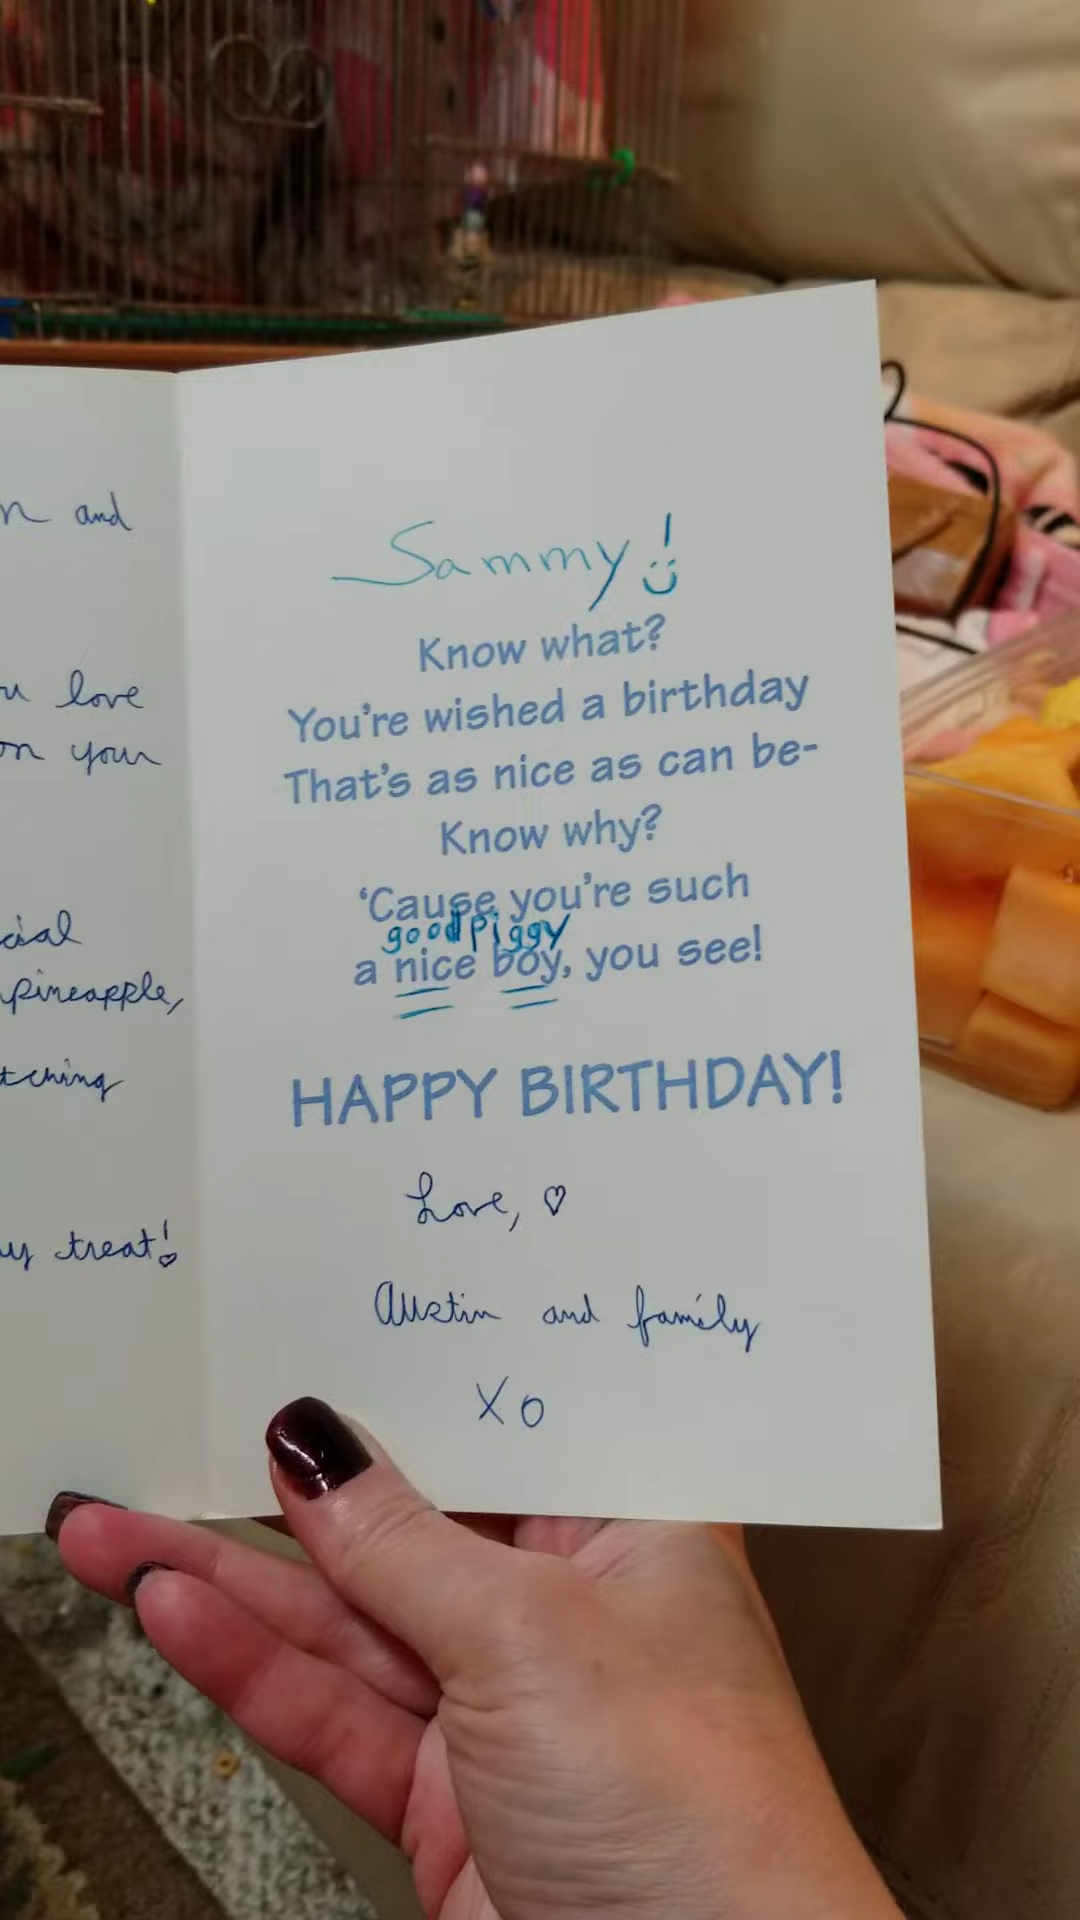 and
love
on your
pineapple,
treat!
Sammy!
Know what?
You're wished a birthday
That's as nice as can be-
Know why?
'Cause you're such
good piggy
a nice boy, you see!
HAPPY BIRTHDAY!
Love, ♡
Austin and family
XO